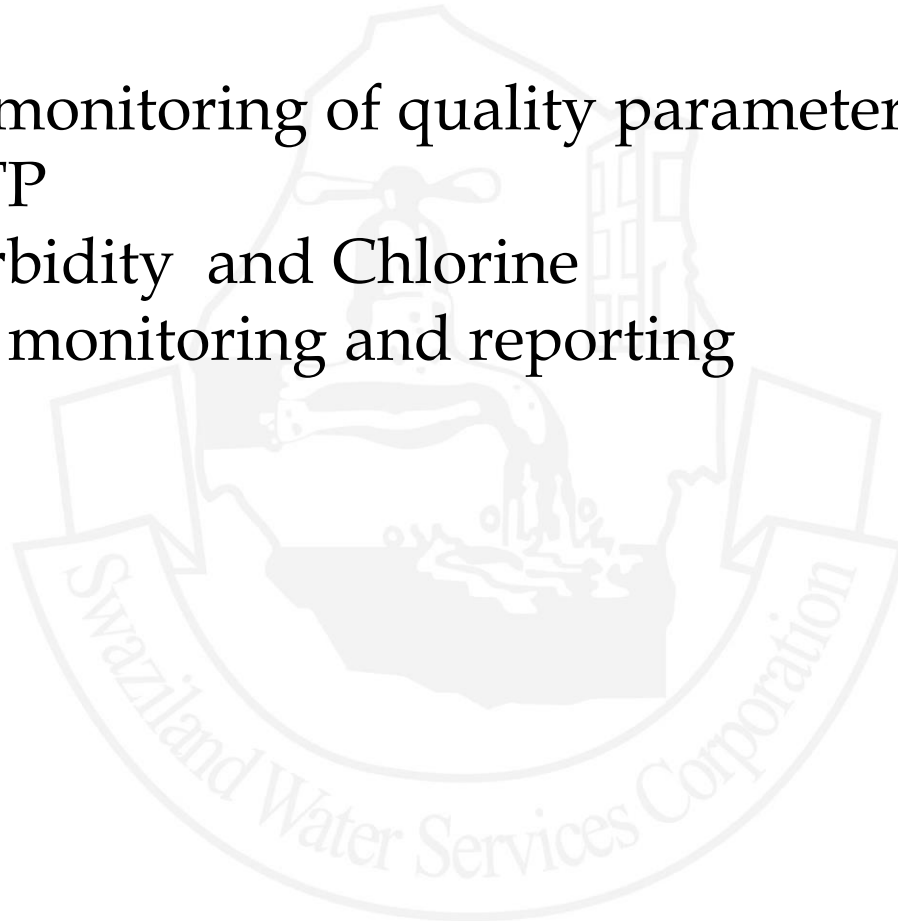 monitoring of quality parameter
TP
rbidity and Chlorine
monitoring and reporting
Swaziland Water Services Corporation